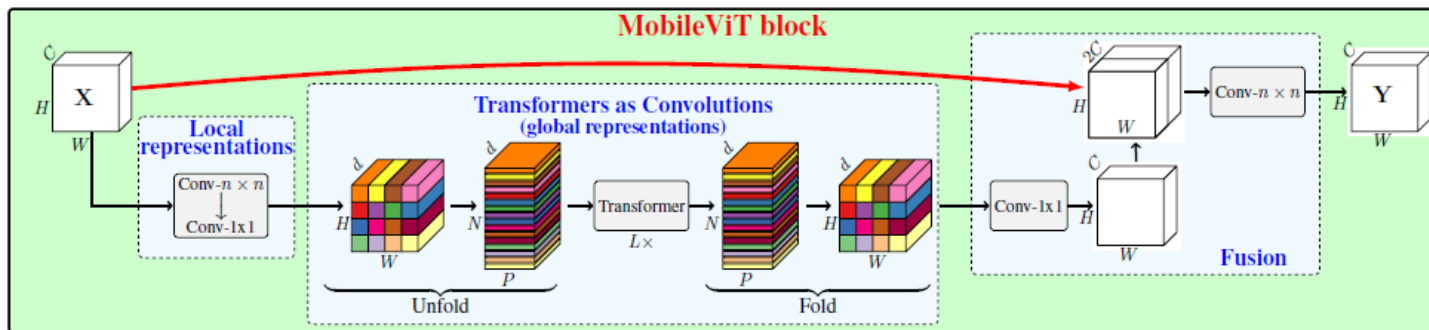 MobileViT block
C
H
X
W
Local
representations
Conv-n × n
Conv-1x1
Transformers as Convolutions
(global representations)
d
H
W
d
N
P
Unfold
Transformer
L×
d
N
P
d
H
W
Fold
Conv-1x1
C
H
W
2C
H
W
Conv-n × n
Fusion
C
H
Y
W